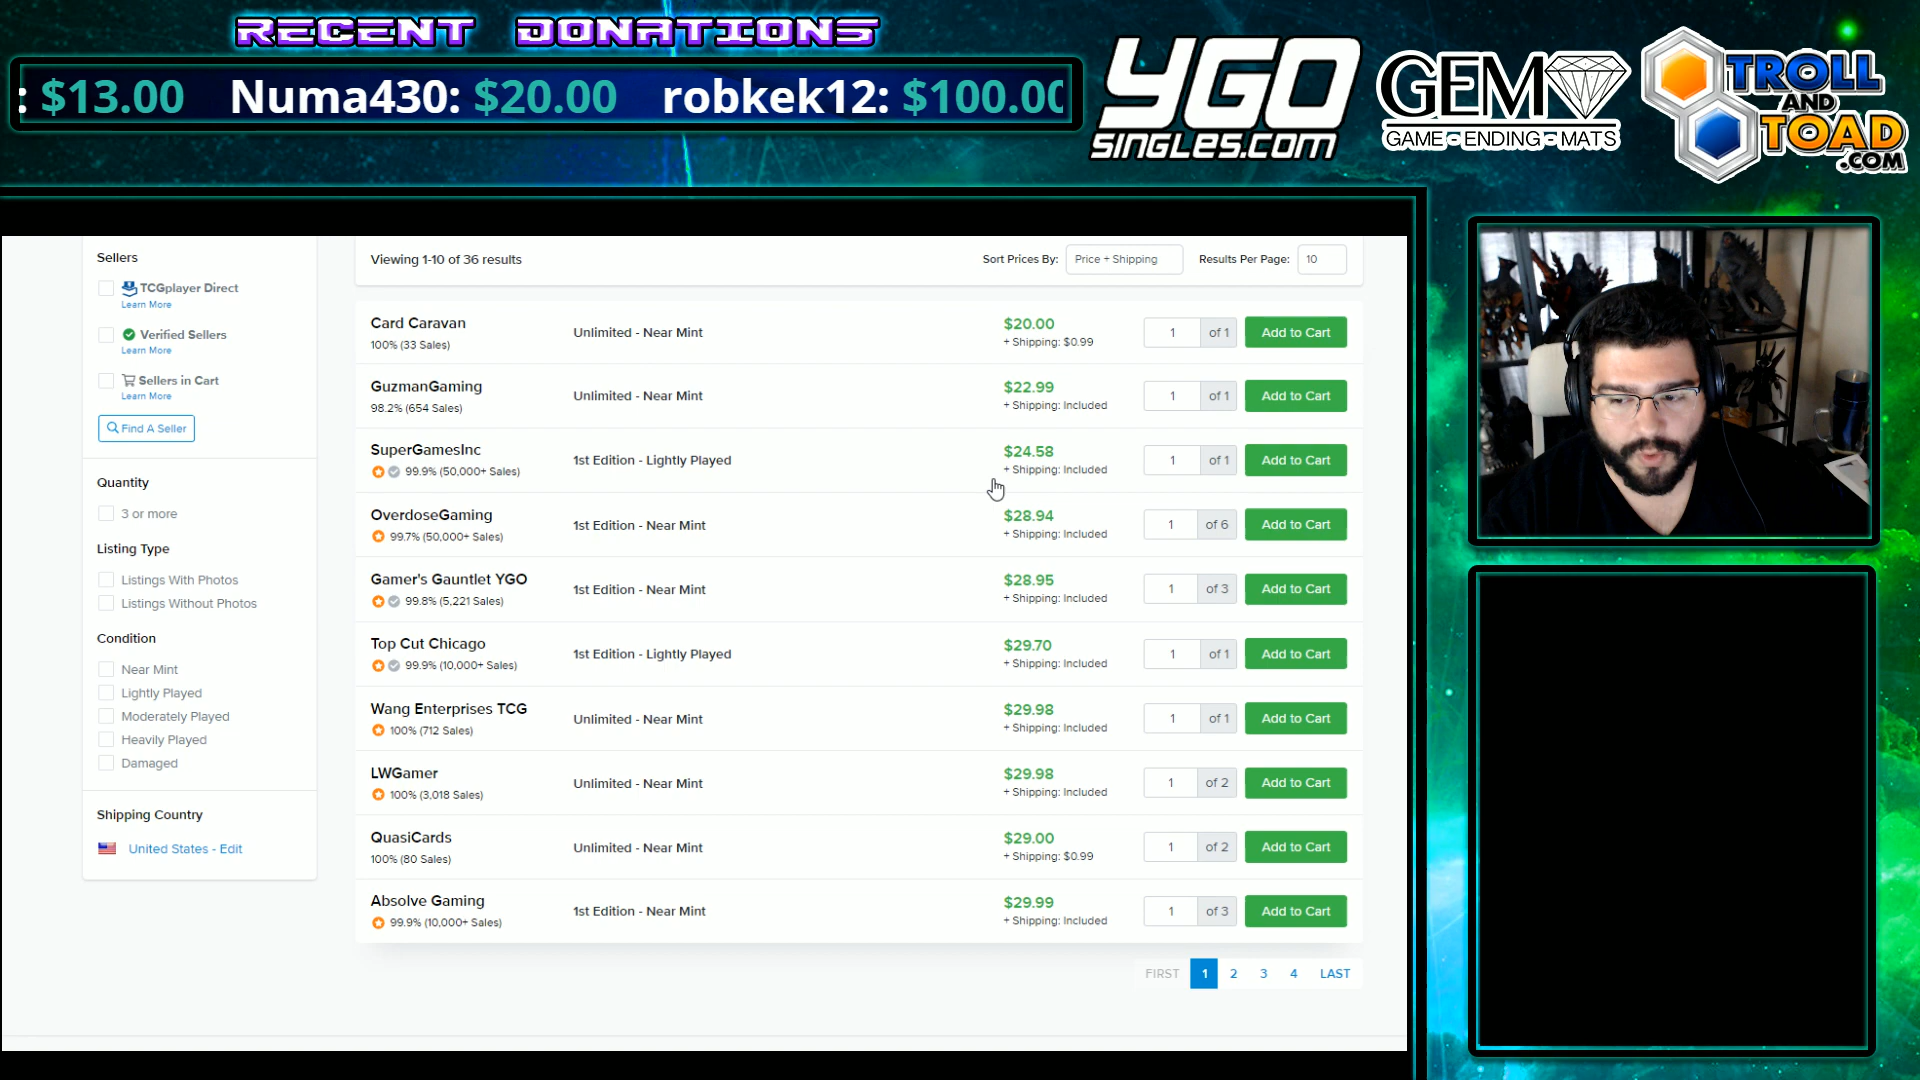 RECENT DONATIONS
: $13.00 Numa430: $20.00 robkek12: $100.00
YGO
SINGLES.COM
GEM
GAME - ENDING - MATS
TROLL
AND
TOAD
.COM
Sellers
TCGplayer Direct
Learn More
Verified Sellers
Learn More
Sellers in Cart
Learn More
Find A Seller
Quantity
3 or more
Listing Type
Listings With Photos
Listings Without Photos
Condition
Near Mint
Lightly Played
Moderately Played
Heavily Played
Damaged
Shipping Country
United States - Edit
Viewing 1-10 of 36 results
Sort Prices By: Price + Shipping Results Per Page: 10
Card Caravan
100% (33 Sales)
Unlimited - Near Mint
$20.00
+ Shipping: $0.99
1 of 1 Add to Cart
GuzmanGaming
98.2% (654 Sales)
Unlimited - Near Mint
$22.99
+ Shipping: Included
1 of 1 Add to Cart
SuperGamesInc
99.9% (50,000+ Sales)
1st Edition - Lightly Played
$24.58
+ Shipping: Included
1 of 1 Add to Cart
OverdoseGaming
99.7% (50,000+ Sales)
1st Edition - Near Mint
$28.94
+ Shipping: Included
1 of 6 Add to Cart
Gamer's Gauntlet YGO
99.8% (5,221 Sales)
1st Edition - Near Mint
$28.95
+ Shipping: Included
1 of 3 Add to Cart
Top Cut Chicago
99.9% (10,000+ Sales)
1st Edition - Lightly Played
$29.70
+ Shipping: Included
1 of 1 Add to Cart
Wang Enterprises TCG
100% (712 Sales)
Unlimited - Near Mint
$29.98
+ Shipping: Included
1 of 1 Add to Cart
LWGamer
100% (3,018 Sales)
Unlimited - Near Mint
$29.98
+ Shipping: Included
1 of 2 Add to Cart
QuasiCards
100% (80 Sales)
Unlimited - Near Mint
$29.00
+ Shipping: $0.99
1 of 2 Add to Cart
Absolve Gaming
99.9% (10,000+ Sales)
1st Edition - Near Mint
$29.99
+ Shipping: Included
1 of 3 Add to Cart
FIRST 1 2 3 4 LAST